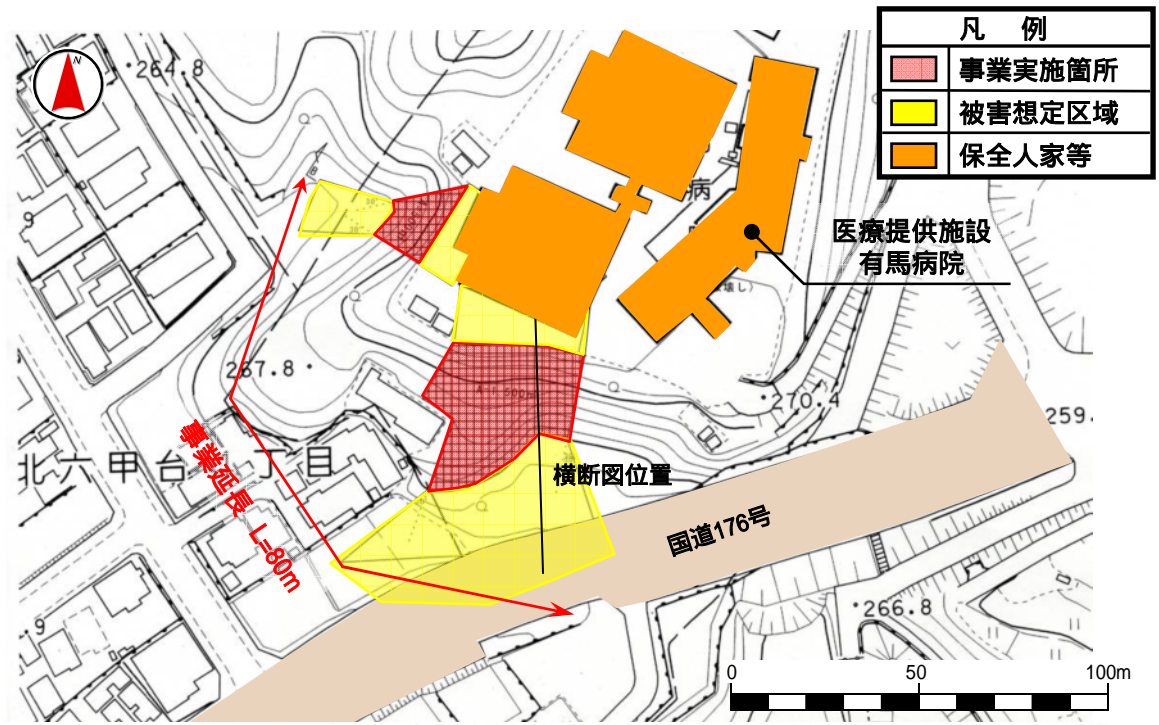 凡 例
事業実施箇所
被害想定区域
保全人家等
N
264.8
病
医療提供施設
有馬病院
267.8
270.4
259.
北六甲台
丁目
事業延長 L=80m
横断図位置
国道176号
266.8
.9
9
0 50 100m